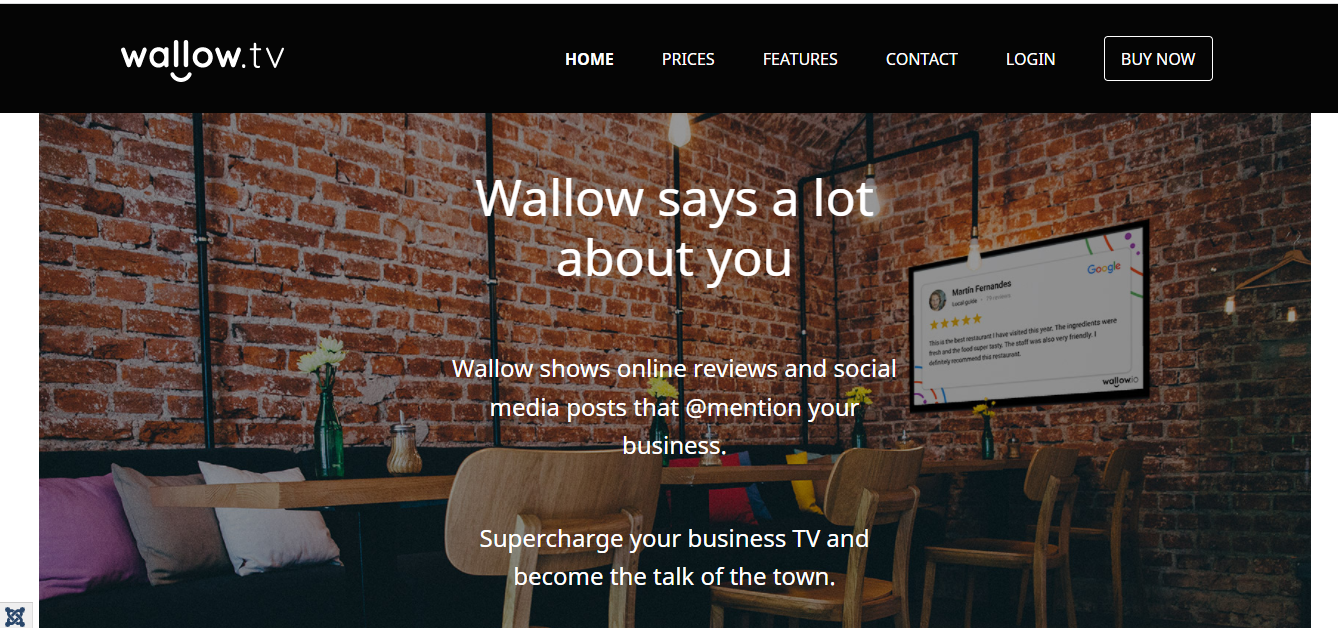 wallow.tv
HOME PRICES FEATURES CONTACT LOGIN BUY NOW
Wallow says a lot
about you
Google
Martin Fernandes
Local guide · 79 reviews
This is the best restaurant I have visited this year. The ingredients were
fresh and the food super tasty. The staff was also very friendly. I
definitely recommend this restaurant.
wallow.io
Wallow shows online reviews and social
media posts that @mention your
business.
Supercharge your business TV and
become the talk of the town.